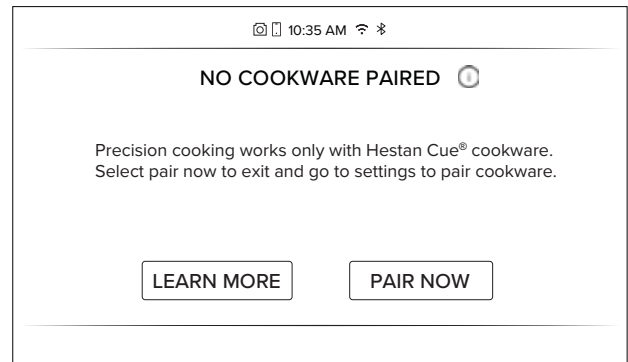 10:35 AM
NO COOKWARE PAIRED
Precision cooking works only with Hestan Cue® cookware.
Select pair now to exit and go to settings to pair cookware.
LEARN MORE
PAIR NOW